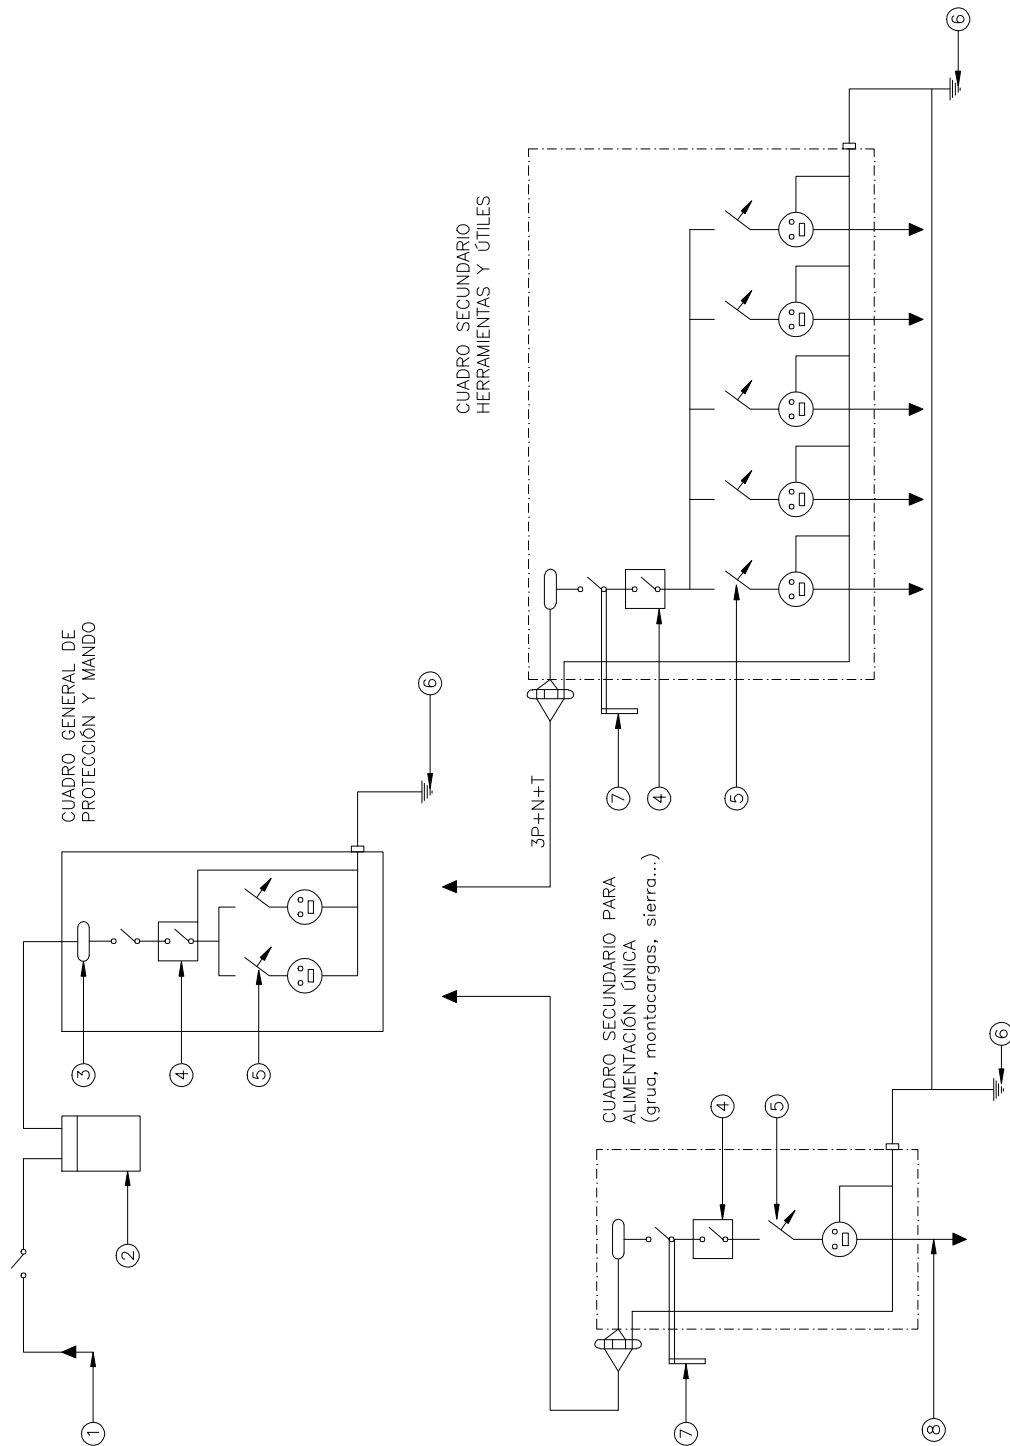 CUADRO GENERAL DE
PROTECCIÓN Y MANDO
1
2
3
4
5
6
CUADRO SECUNDARIO
HERRAMIENTAS Y ÚTILES
3P+N+T
7
4
5
6
CUADRO SECUNDARIO PARA
ALIMENTACIÓN ÚNICA
(grua, montacargas, sierra...)
4
5
6
7
8